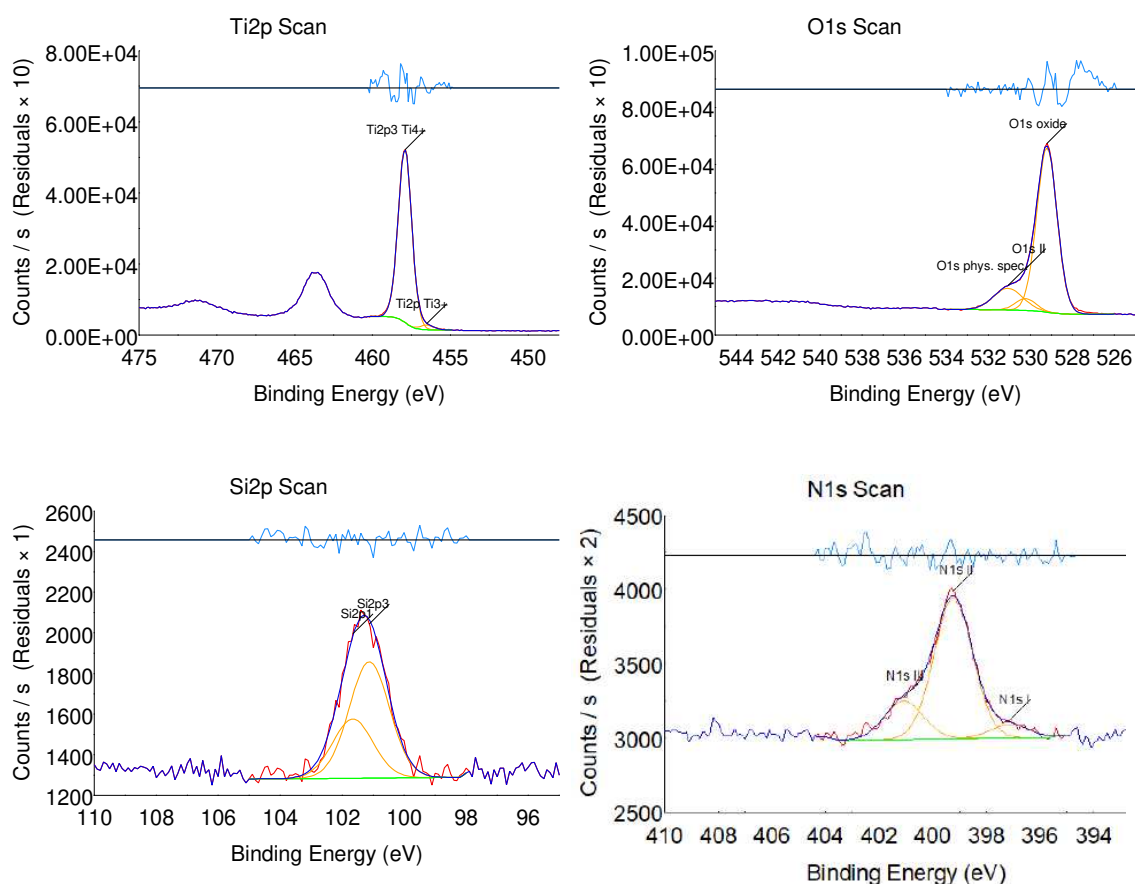 Ti2p Scan
8.00E+04
6.00E+04
4.00E+04
2.00E+04
0.00E+00
Counts / s (Residuals × 10)
Ti2p3 Ti4+
Ti2p Ti3+
475 470 465 460 455 450
Binding Energy (eV)
O1s Scan
1.00E+05
8.00E+04
6.00E+04
4.00E+04
2.00E+04
0.00E+00
Counts / s (Residuals × 10)
O1s oxide
O1s II
O1s phys. spec.
544 542 540 538 536 534 532 530 528 526
Binding Energy (eV)
Si2p Scan
2600
2400
2200
2000
1800
1600
1400
1200
Counts / s (Residuals × 1)
Si2p3
Si2p1
110 108 106 104 102 100 98 96
Binding Energy (eV)
N1s Scan
4500
4000
3500
3000
2500
Counts / s (Residuals × 2)
N1s II
N1s III
N1s I
410 408 406 404 402 400 398 396 394
Binding Energy (eV)